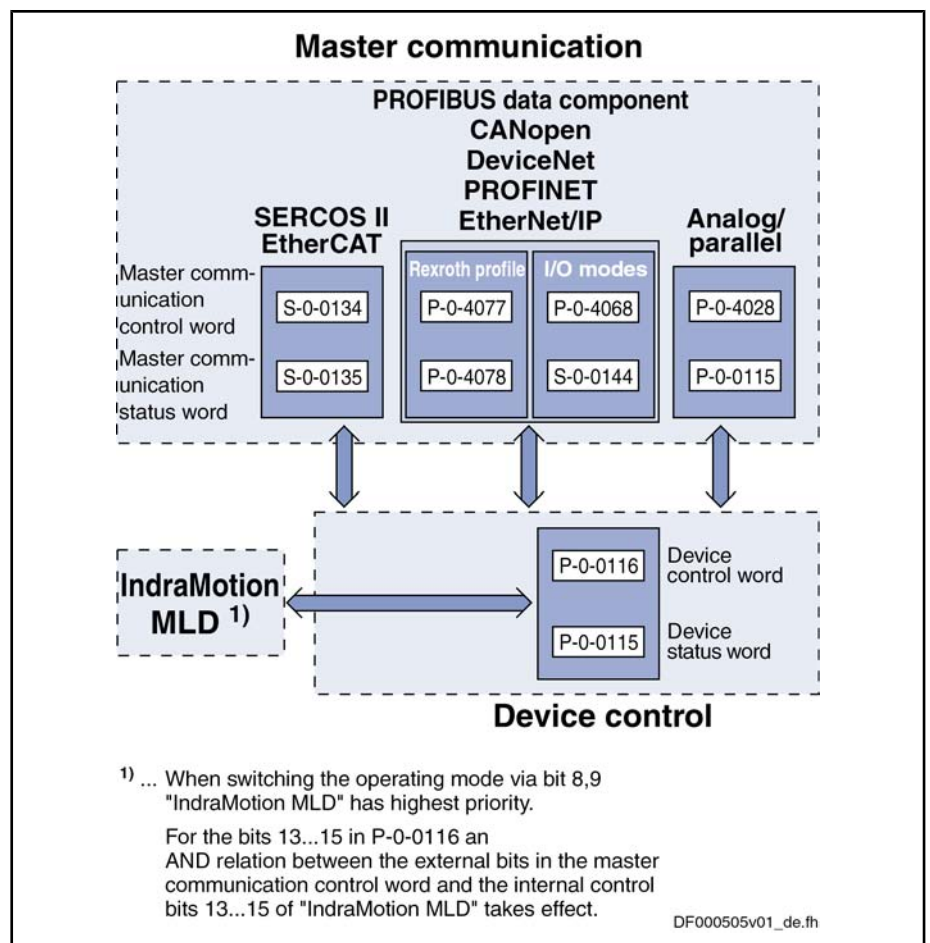 Master communication
PROFIBUS data component
CANopen
DeviceNet
PROFINET
EtherNet/IP
SERCOS II
EtherCAT
Analog/
parallel
Rexroth profile
I/O modes
Master comm-
unication
control word
S-0-0134
P-0-4077
P-0-4068
P-0-4028
Master comm-
unication
status word
S-0-0135
P-0-4078
S-0-0144
P-0-0115
IndraMotion
MLD 1)
P-0-0116
Device
control word
P-0-0115
Device
status word
Device control
1) ... When switching the operating mode via bit 8,9
"IndraMotion MLD" has highest priority.
For the bits 13...15 in P-0-0116 an
AND relation between the external bits in the master
communication control word and the internal control
bits 13...15 of "IndraMotion MLD" takes effect.
DF000505v01_de.fh